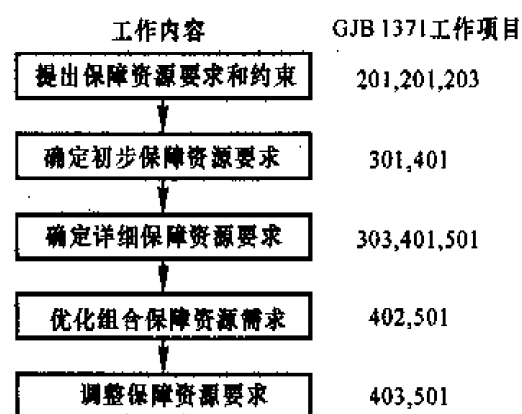 工作内容 GJB 1371工作项目
提出保障资源要求和约束 201,201,203
确定初步保障资源要求 301,401
确定详细保障资源要求 303,401,501
优化组合保障资源需求 402,501
调整保障资源要求 403,501